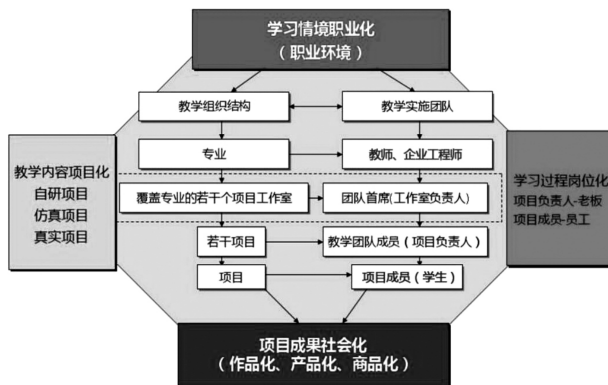 学习情境职业化
（职业环境）
教学组织结构
教学实施团队
专业
教师、企业工程师
教学内容项目化
自研项目
仿真项目
真实项目
覆盖专业的若干个项目工作室
团队首席(工作室负责人)
学习过程岗位化
项目负责人-老板
项目成员-员工
若干项目
教学团队成员（项目负责人）
项目
项目成员（学生）
项目成果社会化
（作品化、产品化、商品化）